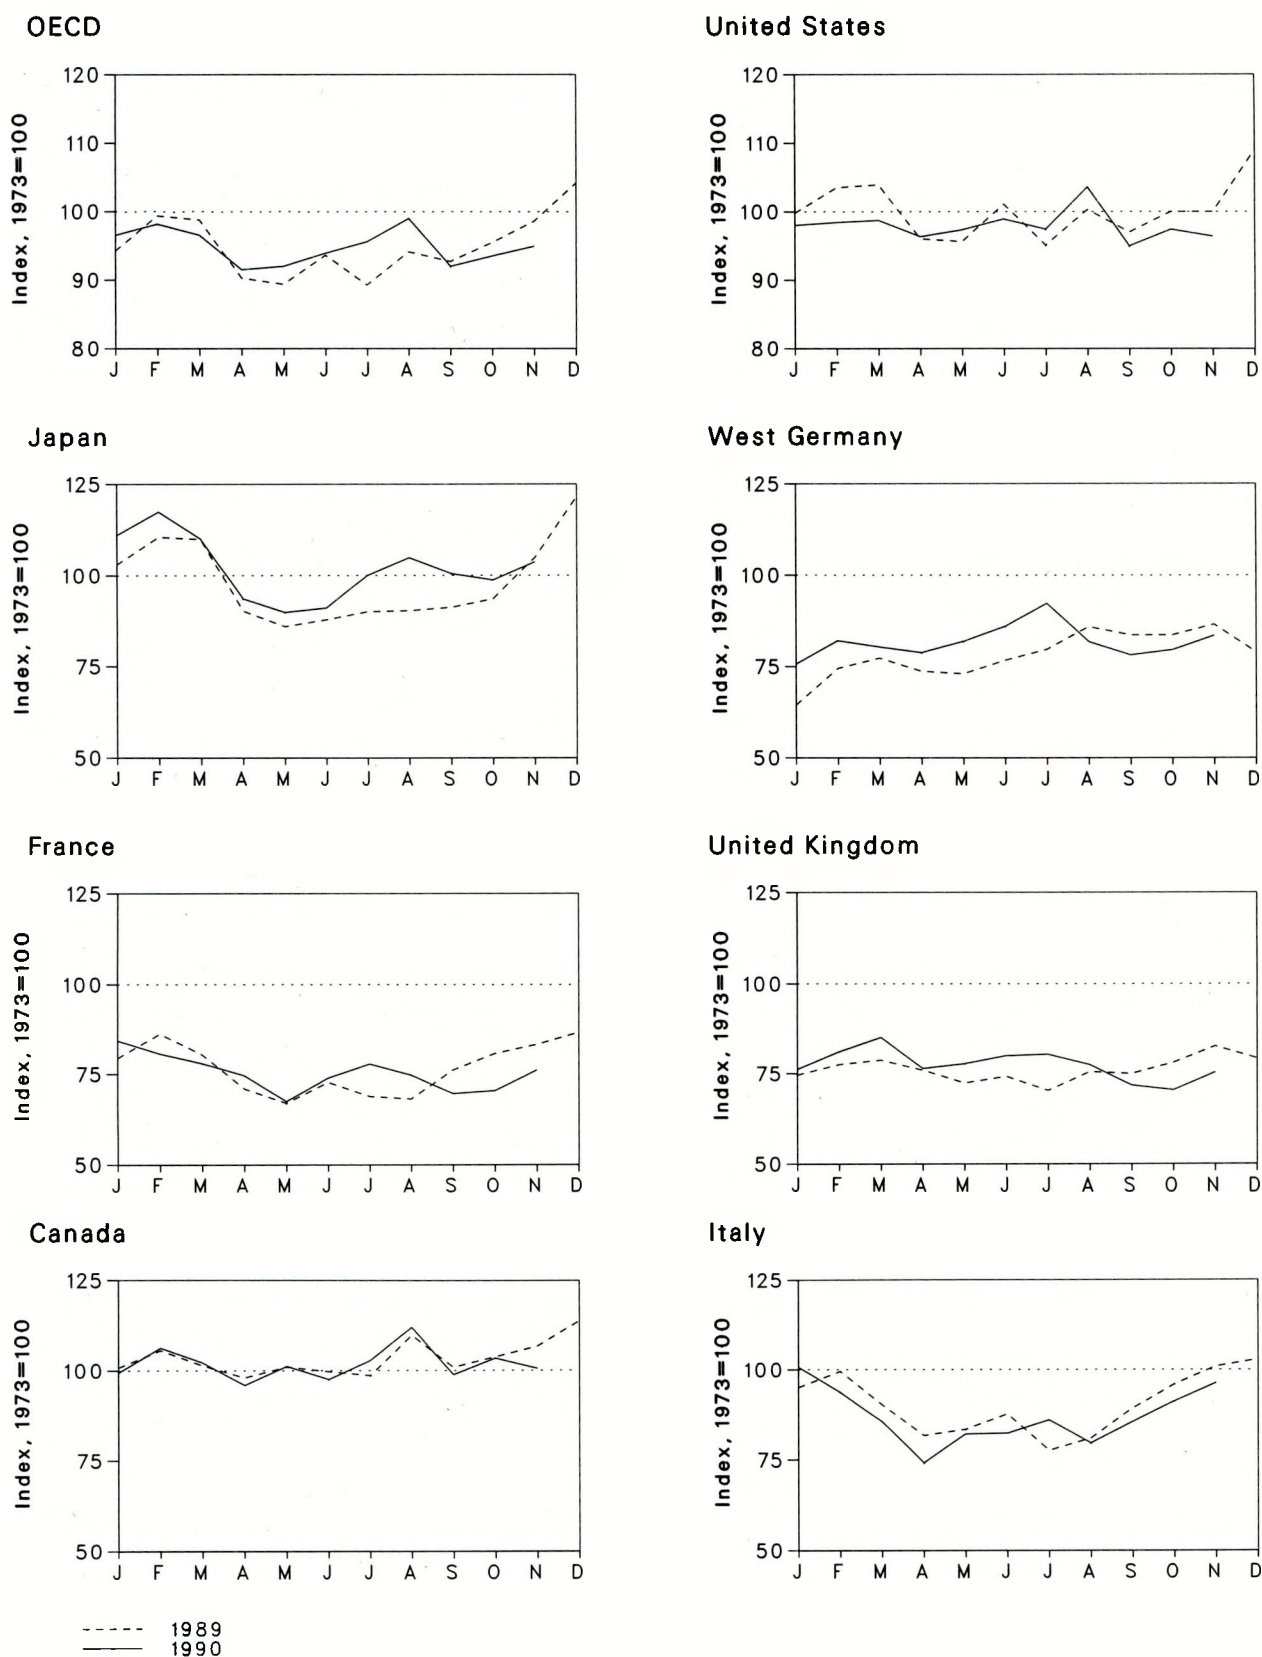 OECD
Index, 1973=100
120
110
100
90
80
J F M A M J J A S O N D
United States
Index, 1973=100
120
110
100
90
80
J F M A M J J A S O N D
Japan
Index, 1973=100
125
100
75
50
J F M A M J J A S O N D
West Germany
Index, 1973=100
125
100
75
50
J F M A M J J A S O N D
France
Index, 1973=100
125
100
75
50
J F M A M J J A S O N D
United Kingdom
Index, 1973=100
125
100
75
50
J F M A M J J A S O N D
Canada
Index, 1973=100
125
100
75
50
J F M A M J J A S O N D
Italy
Index, 1973=100
125
100
75
50
J F M A M J J A S O N D
1989
1990